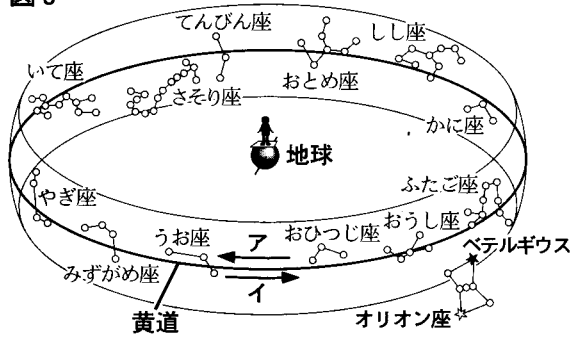 図
てんびん座
しし座
いて座
おとめ座
さそり座
かに座
地球
ふたご座
やぎ座
おうし座
うお座
ア
おひつじ座
ベテルギウス
みずがめ座
イ
黄道
オリオン座